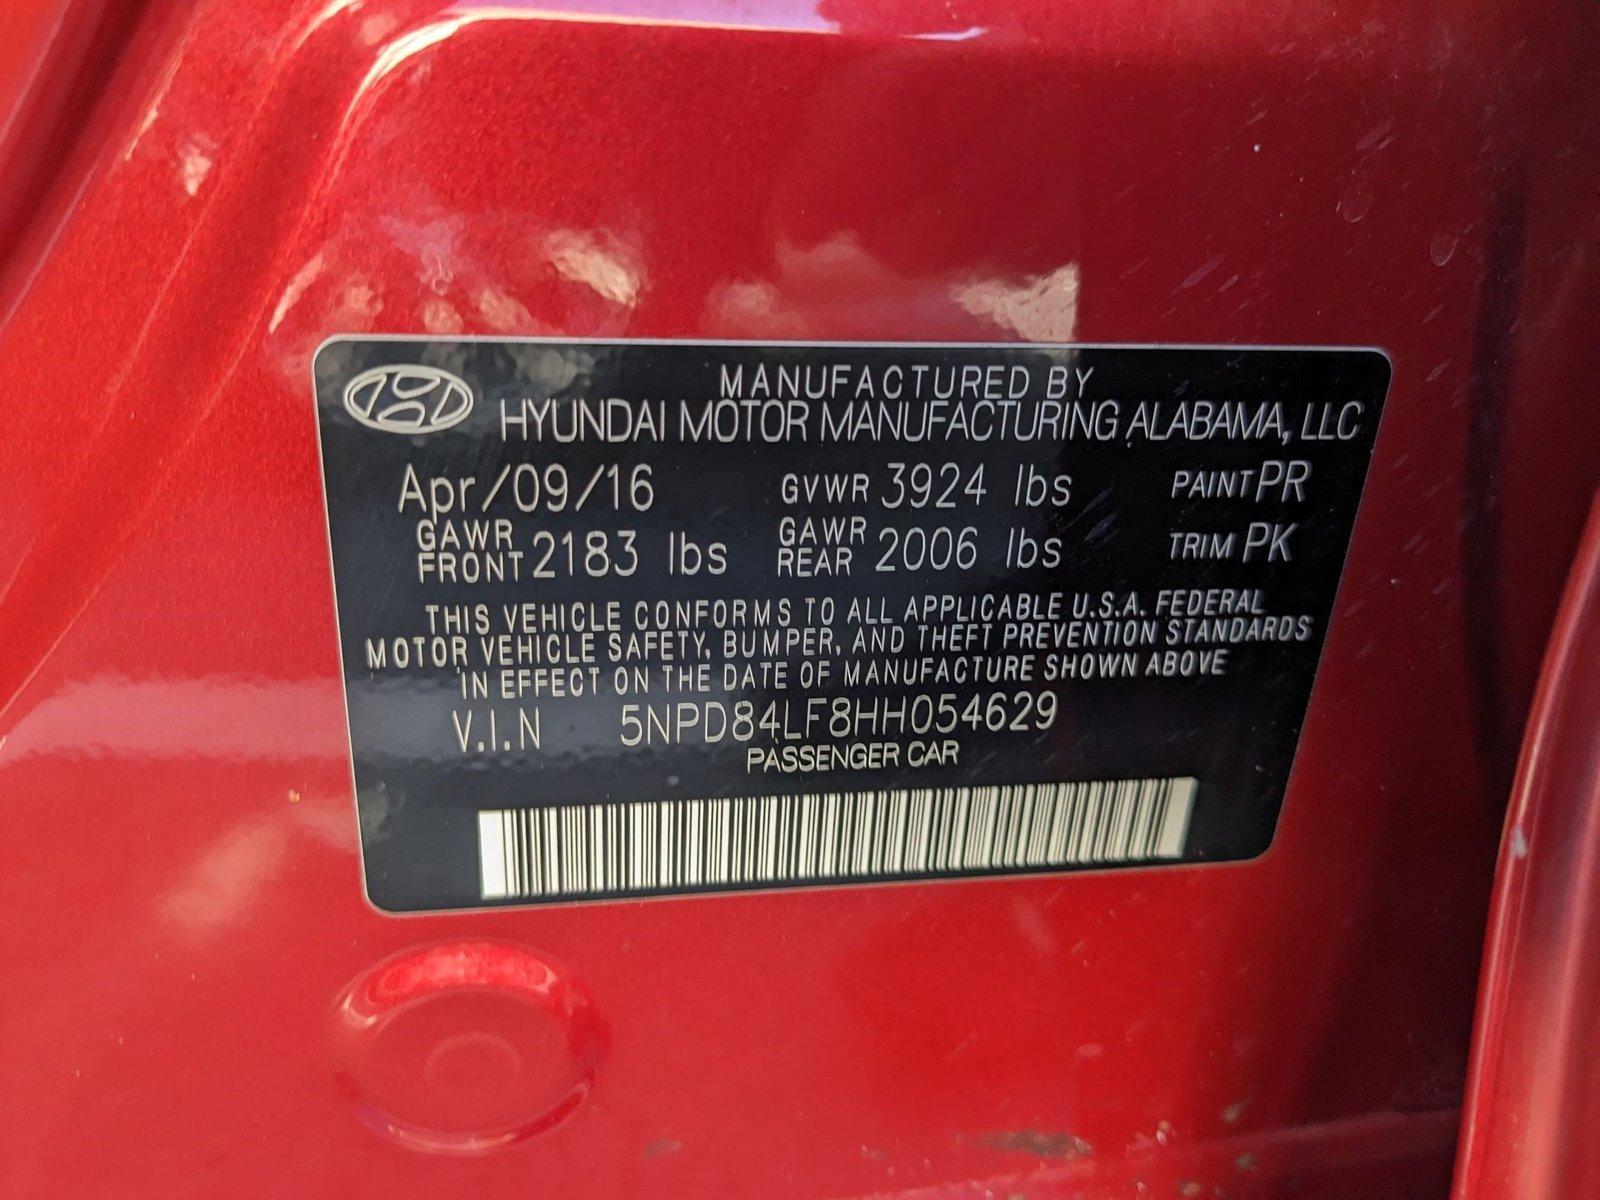 MANUFACTURED BY
HYUNDAI MOTOR MANUFACTURING ALABAMA, LLC
Apr/09/16 GVWR 3924 lbs PAINT PR
GAWR FRONT 2183 lbs GAWR REAR 2006 lbs TRIM PK
THIS VEHICLE CONFORMS TO ALL APPLICABLE U.S.A. FEDERAL
MOTOR VEHICLE SAFETY, BUMPER, AND THEFT PREVENTION STANDARDS
IN EFFECT ON THE DATE OF MANUFACTURE SHOWN ABOVE
V.I.N 5NPD84LF8HH054629
PASSENGER CAR